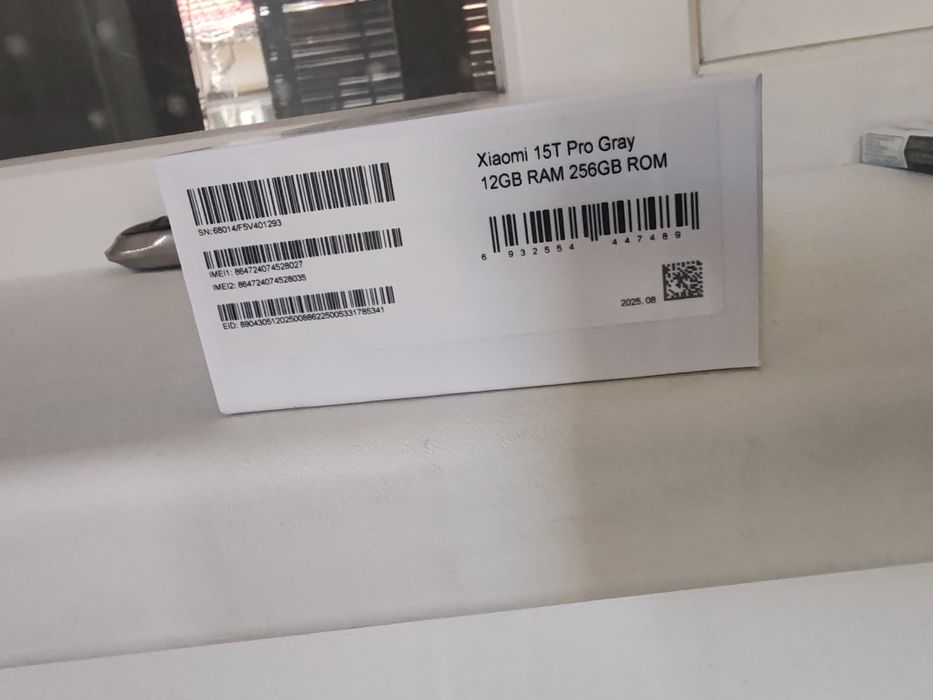 SN:68014/F5V401293
IMEI1: 864724074528027
IMEI2: 864724074528035
EID: 89043051202500886225005331785341
Xiaomi 15T Pro Gray
12GB RAM 256GB ROM
6 932554 447489
2025.08